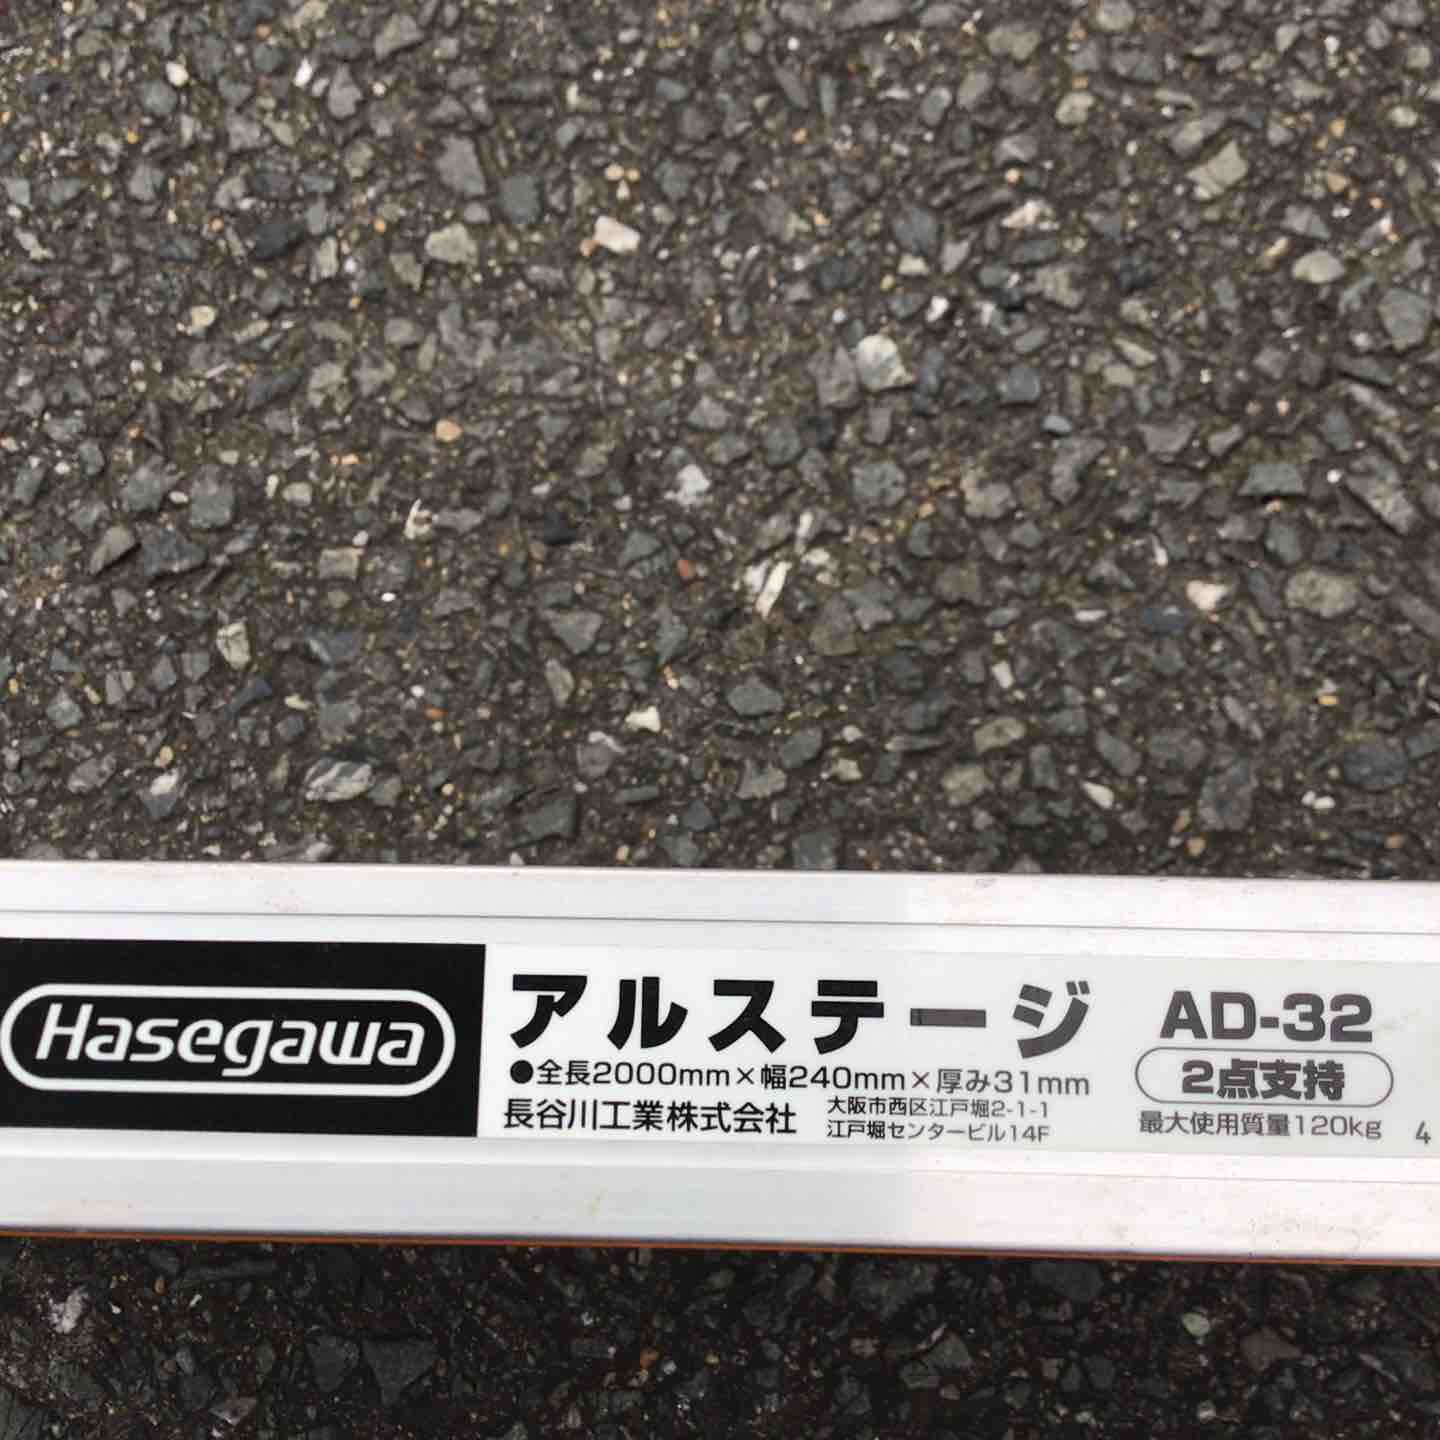 Hasegawa
アルステージ AD-32
●全長2000mm×幅240mm×厚み31mm
2点支持
長谷川工業株式会社
大阪市西区江戸堀2-1-1
江戸堀センタービル14F
最大使用質量120kg
4